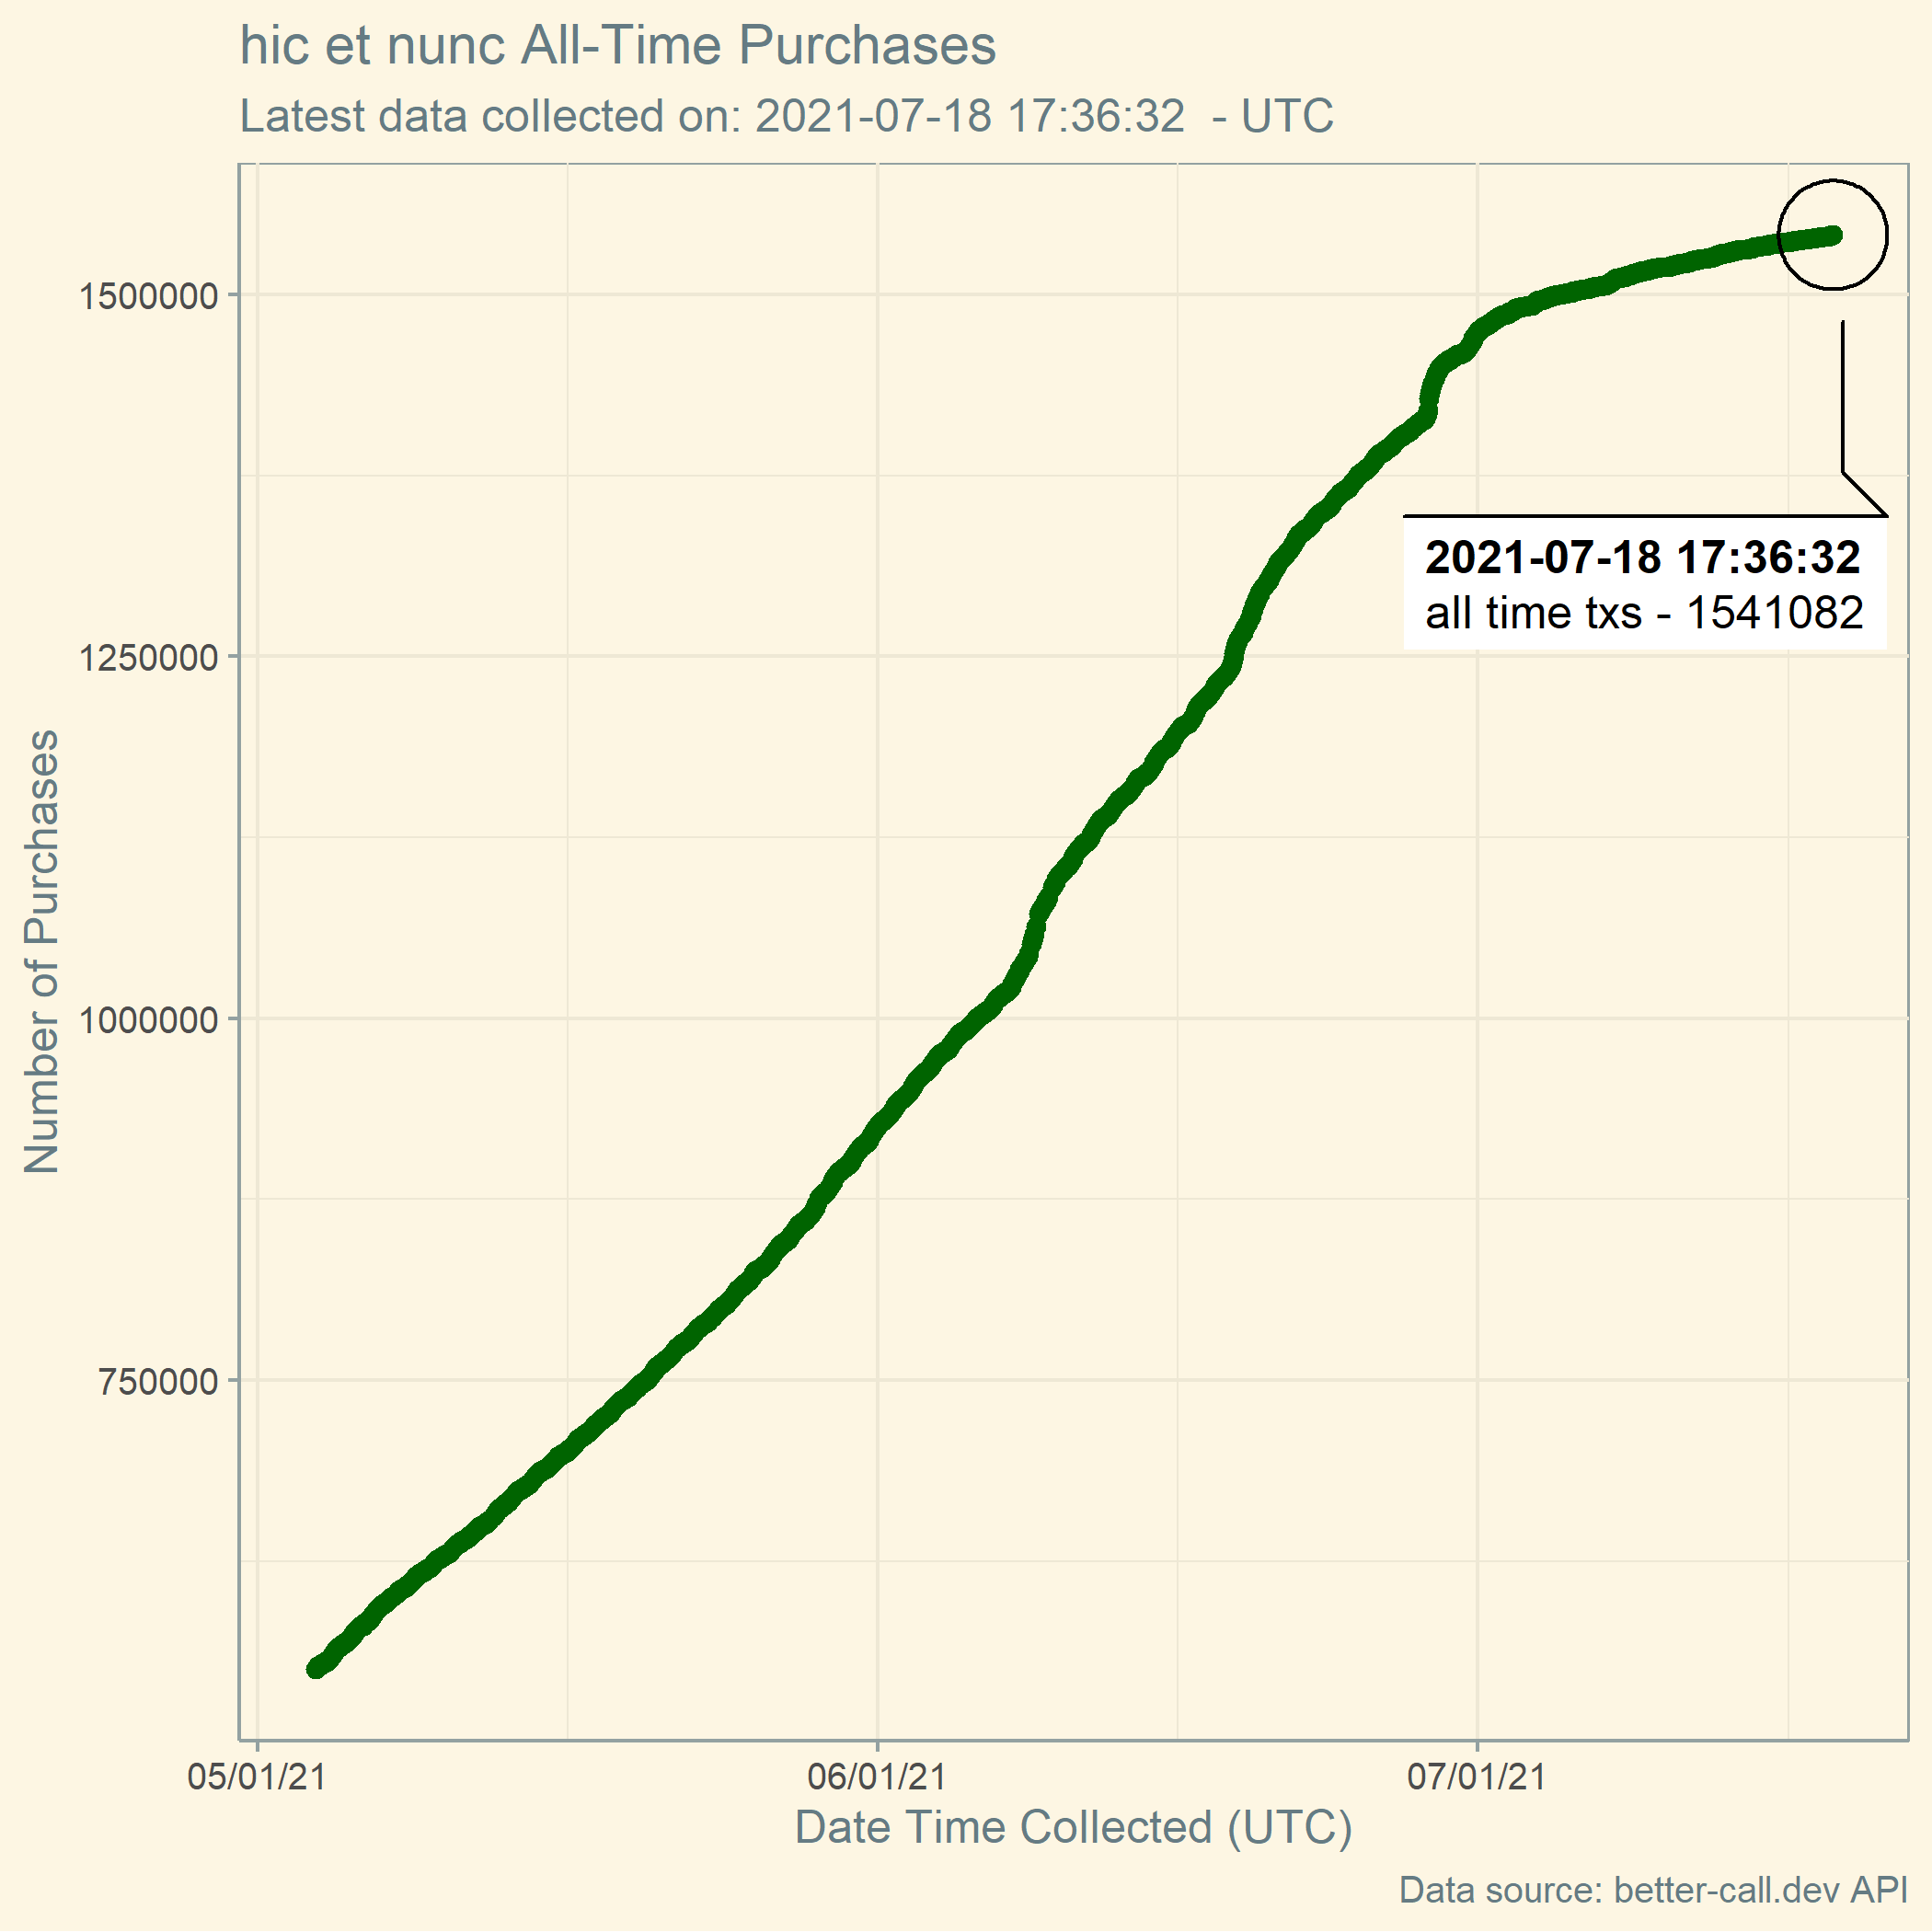 hic et nunc All-Time Purchases
Latest data collected on: 2021-07-18 17:36:32  - UTC
1500000
1250000
1000000
750000
Number of Purchases
2021-07-18 17:36:32
all time txs - 1541082
05/01/21
06/01/21
07/01/21
Date Time Collected (UTC)
Data source: better-call.dev API